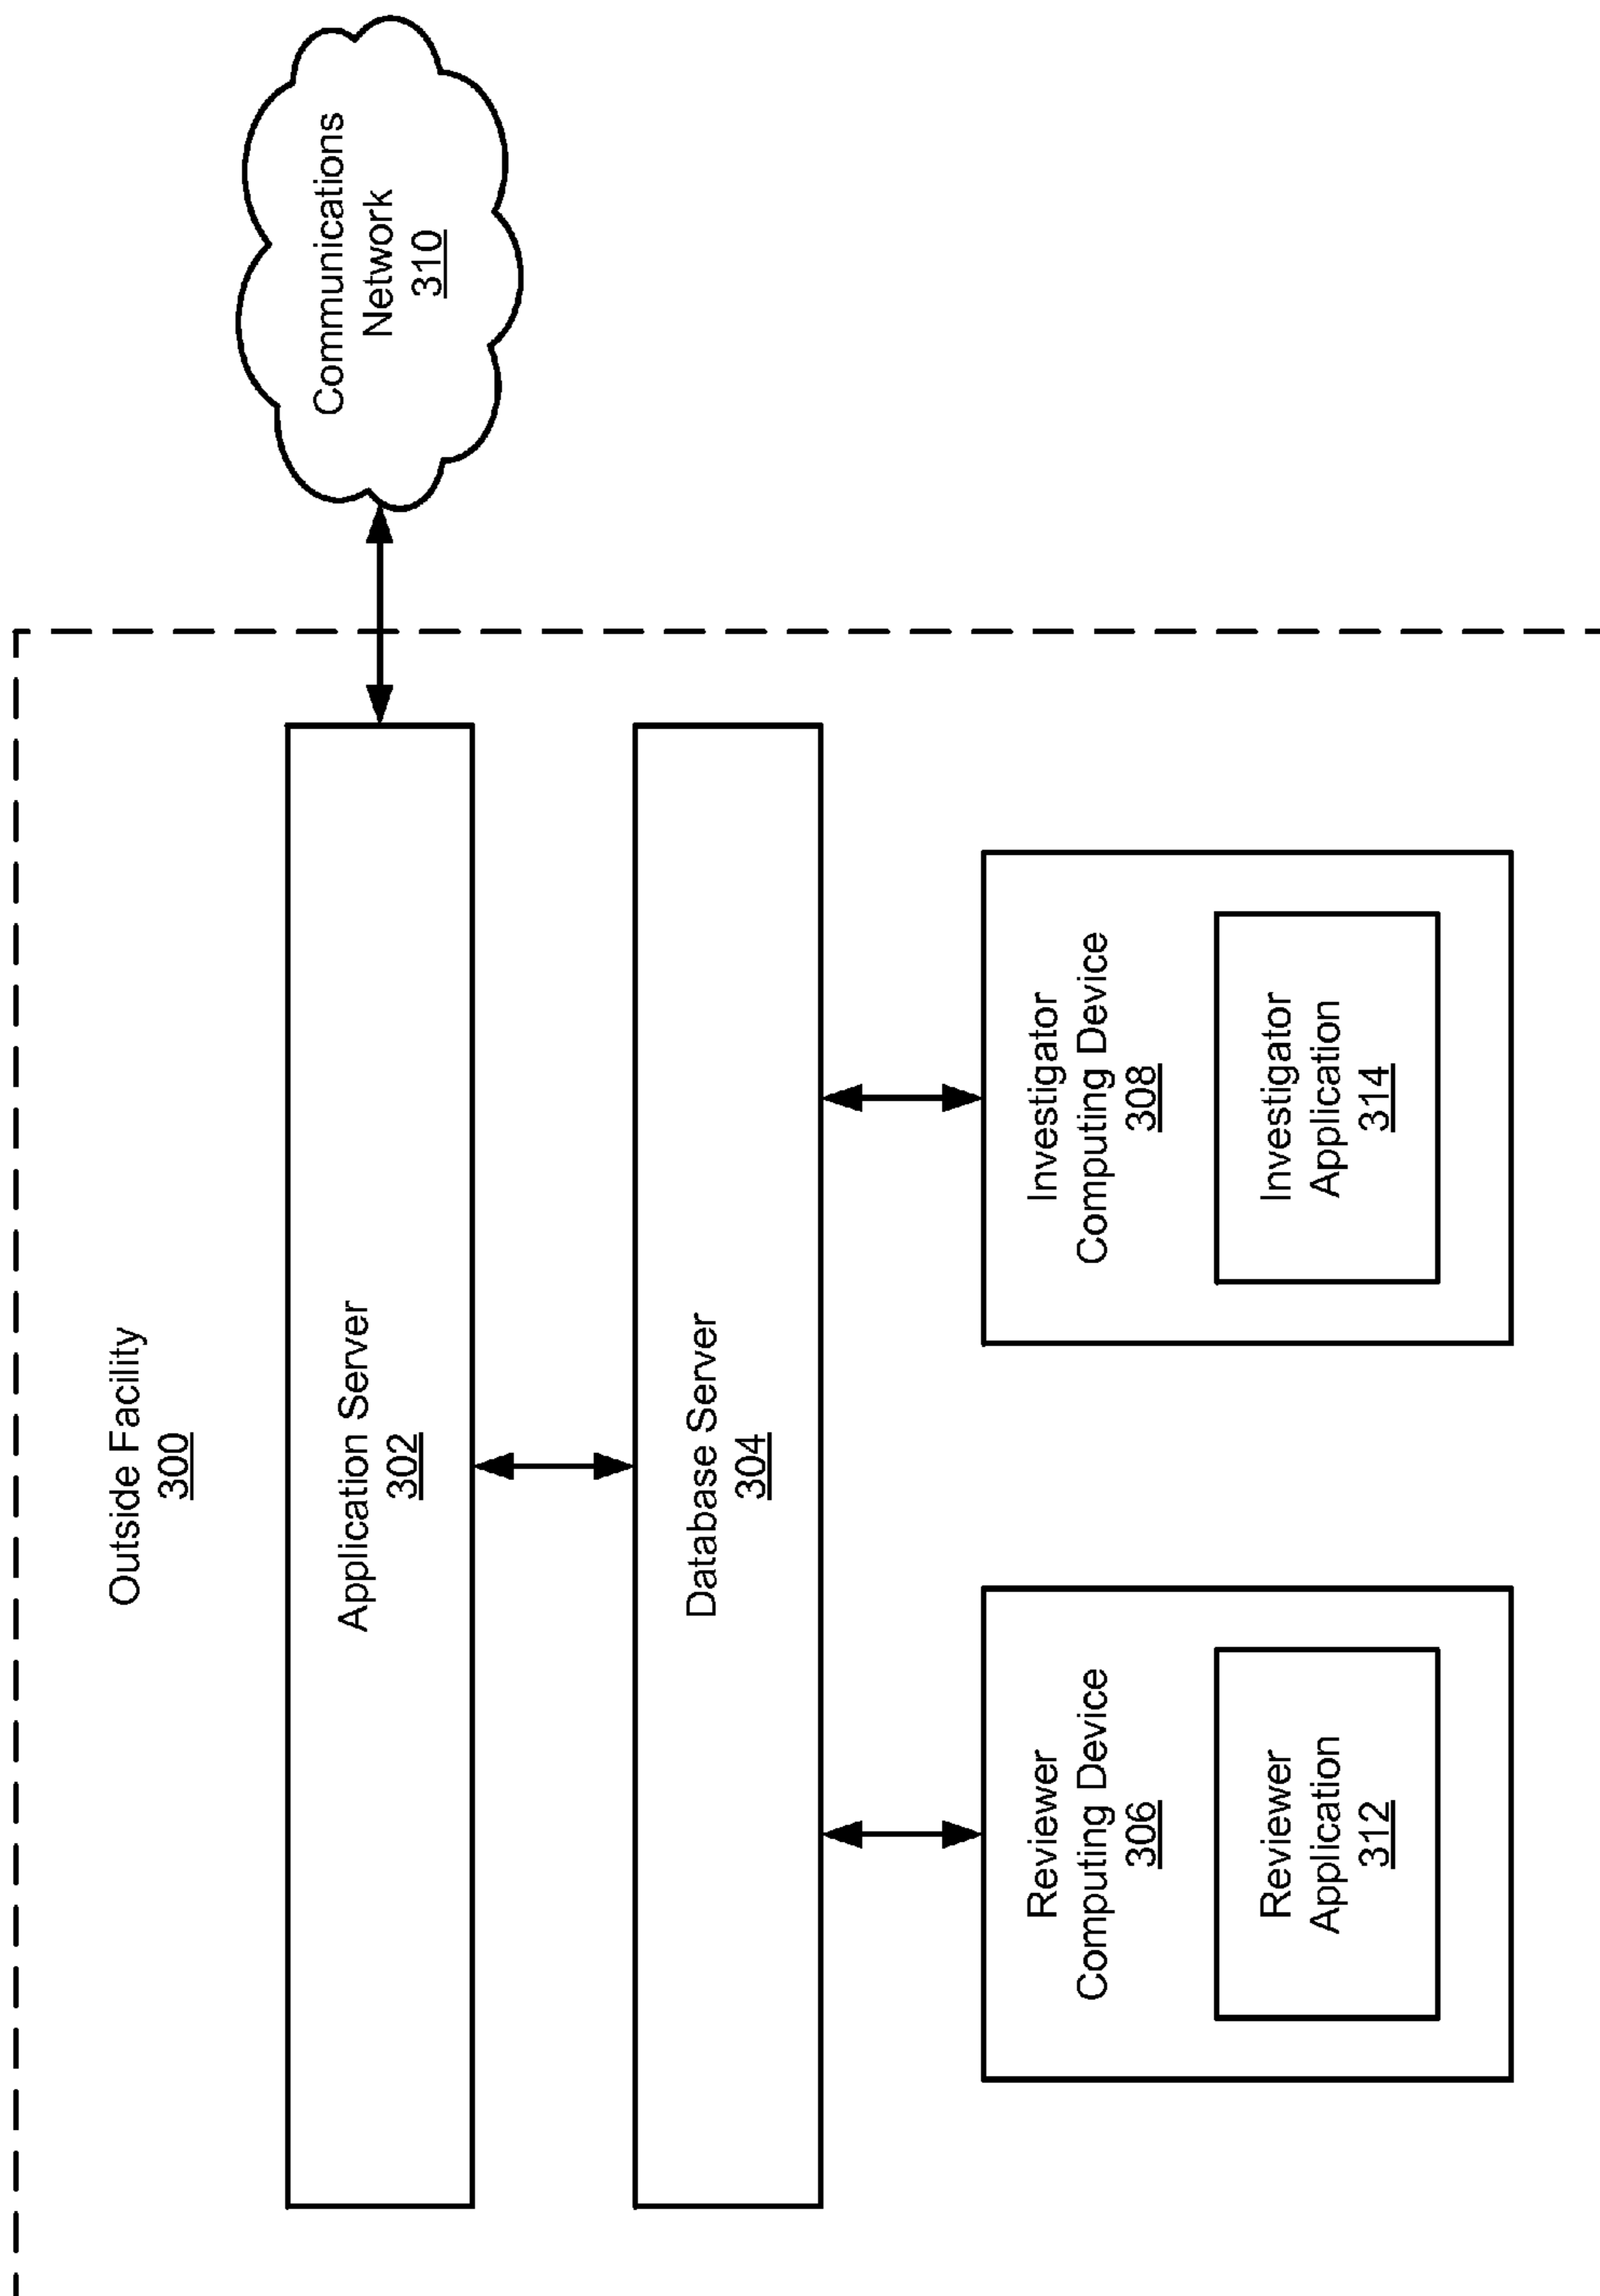 Outside Facility
300
Application Server
302
Communications
Network
310
Database Server
304
Reviewer
Computing Device
306
Reviewer
Application
312
Investigator
Computing Device
308
Investigator
Application
314